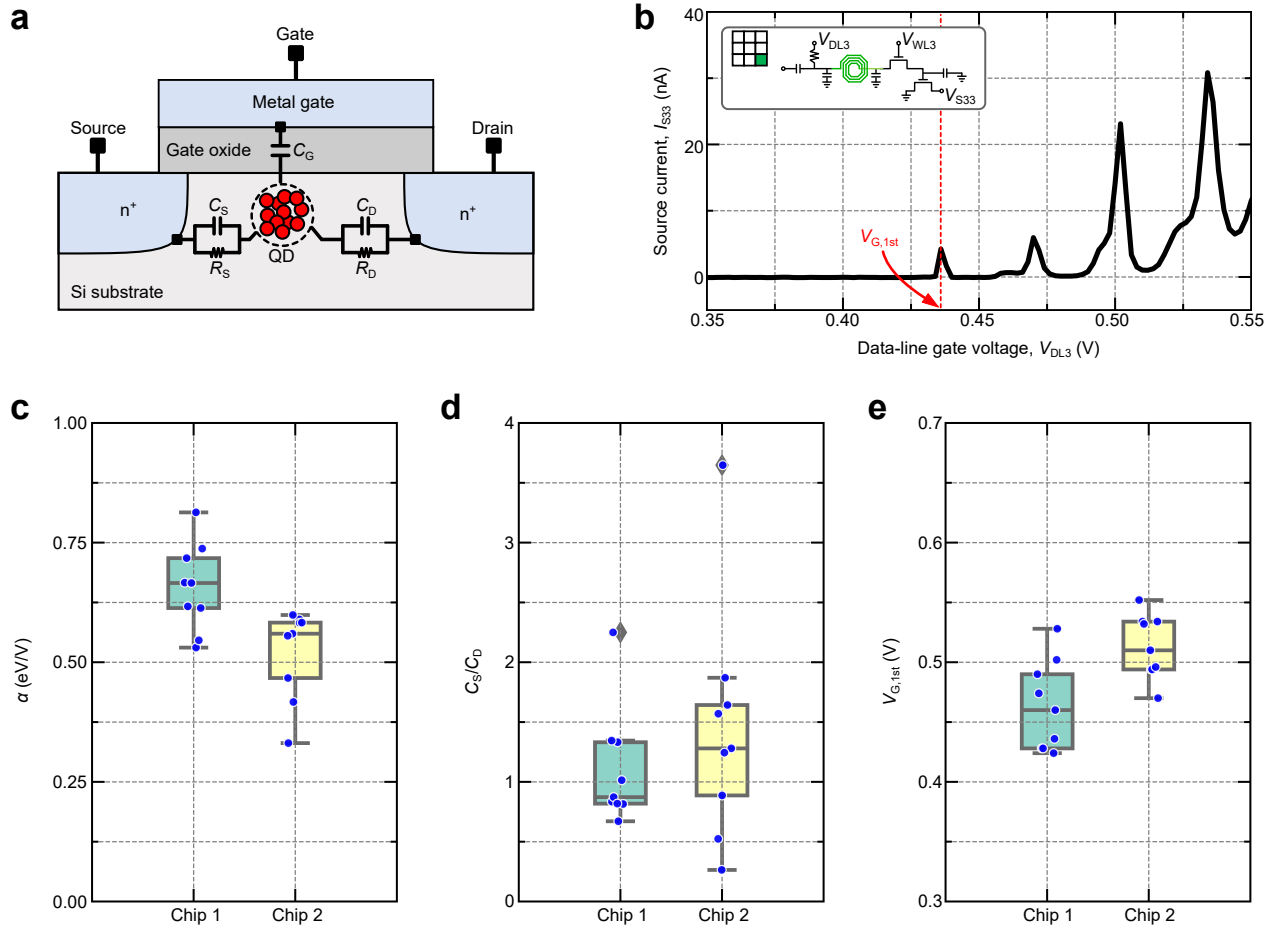 a
Gate
Metal gate
Source
Drain
Gate oxide
C_G
n⁺
n⁺
C_S
C_D
R_S
QD
R_D
Si substrate
b
40
20
0
Source current, I_S33 (nA)
V_DL3
V_WL3
V_S33
V_G,1st
0.35
0.40
0.45
0.50
0.55
Data-line gate voltage, V_DL3 (V)
c
1.00
0.75
0.50
0.25
0.00
α (eV/V)
Chip 1
Chip 2
d
4
3
2
1
0
C_S/C_D
Chip 1
Chip 2
e
0.7
0.6
0.5
0.4
0.3
V_G,1st (V)
Chip 1
Chip 2